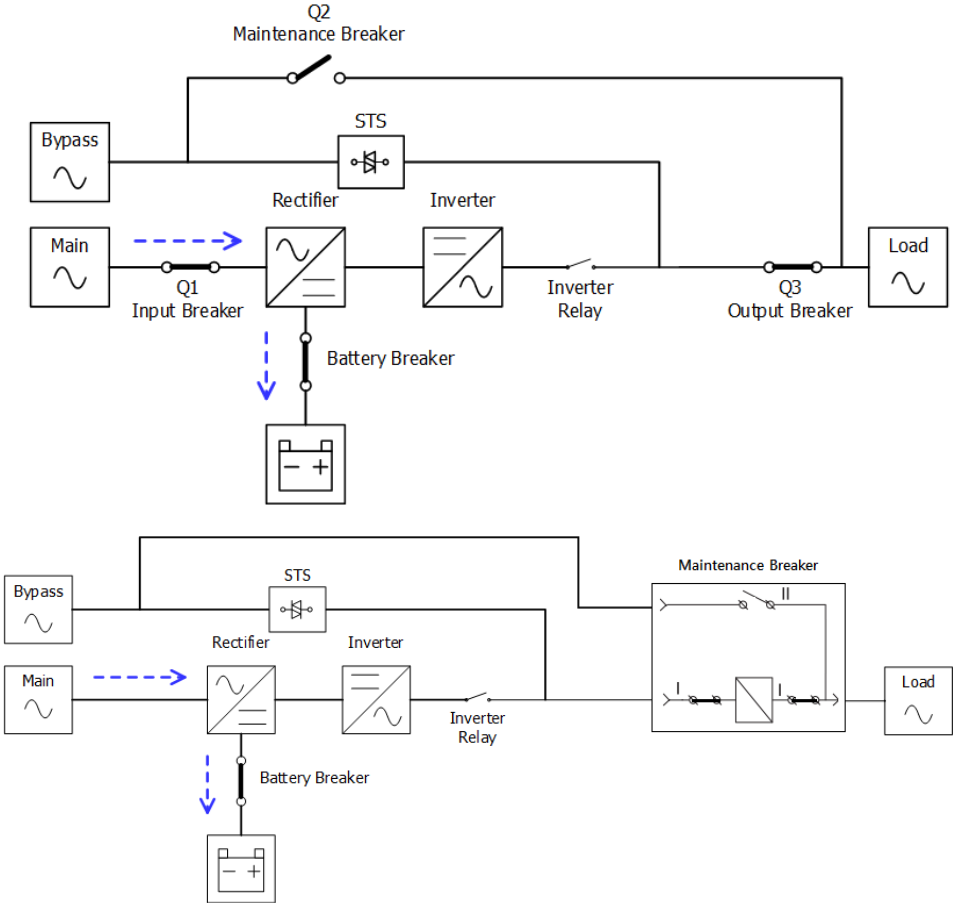 Q2
Maintenance Breaker
STS
Bypass
Rectifier
Inverter
Main
Load
Q1
Input Breaker
Inverter
Relay
Q3
Output Breaker
Battery Breaker
- +
Maintenance Breaker
STS
Bypass
II
Rectifier
Inverter
Main
I
I
Load
Inverter
Relay
Battery Breaker
- +